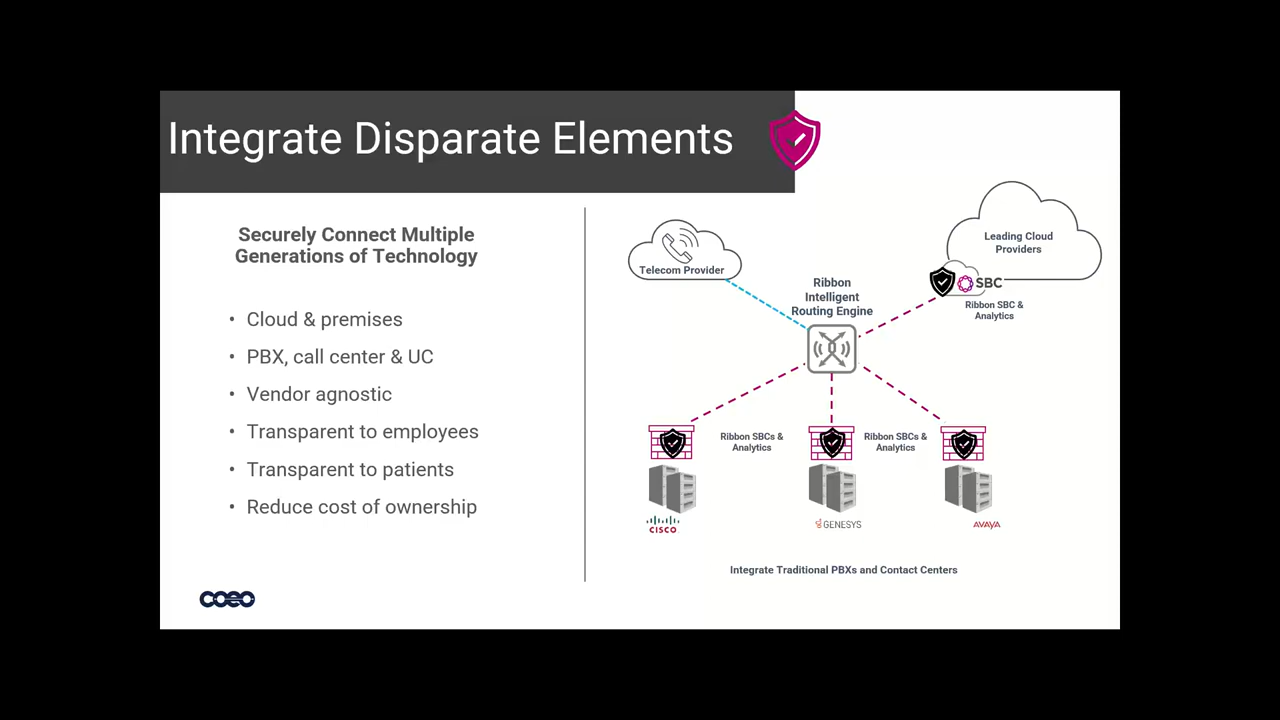 Integrate Disparate Elements
Securely Connect Multiple
Generations of Technology
• Cloud & premises
• PBX, call center & UC
• Vendor agnostic
• Transparent to employees
• Transparent to patients
• Reduce cost of ownership
coeo
Telecom Provider
Leading Cloud
Providers
SBC
Ribbon SBC &
Analytics
Ribbon
Intelligent
Routing Engine
Ribbon SBCs &
Analytics
Ribbon SBCs &
Analytics
CISCO
GENESYS
AVAYA
Integrate Traditional PBXs and Contact Centers